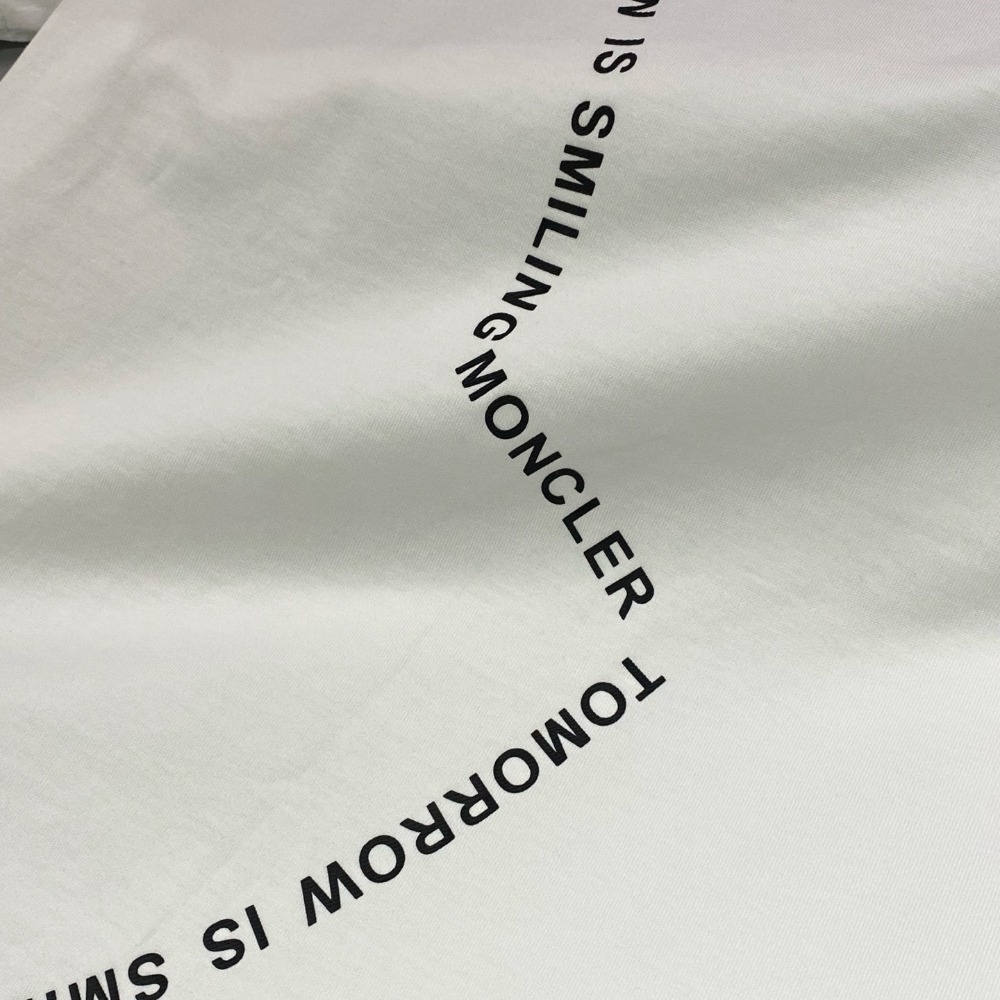 IS SMILING
MONCLER
TOMORROW IS